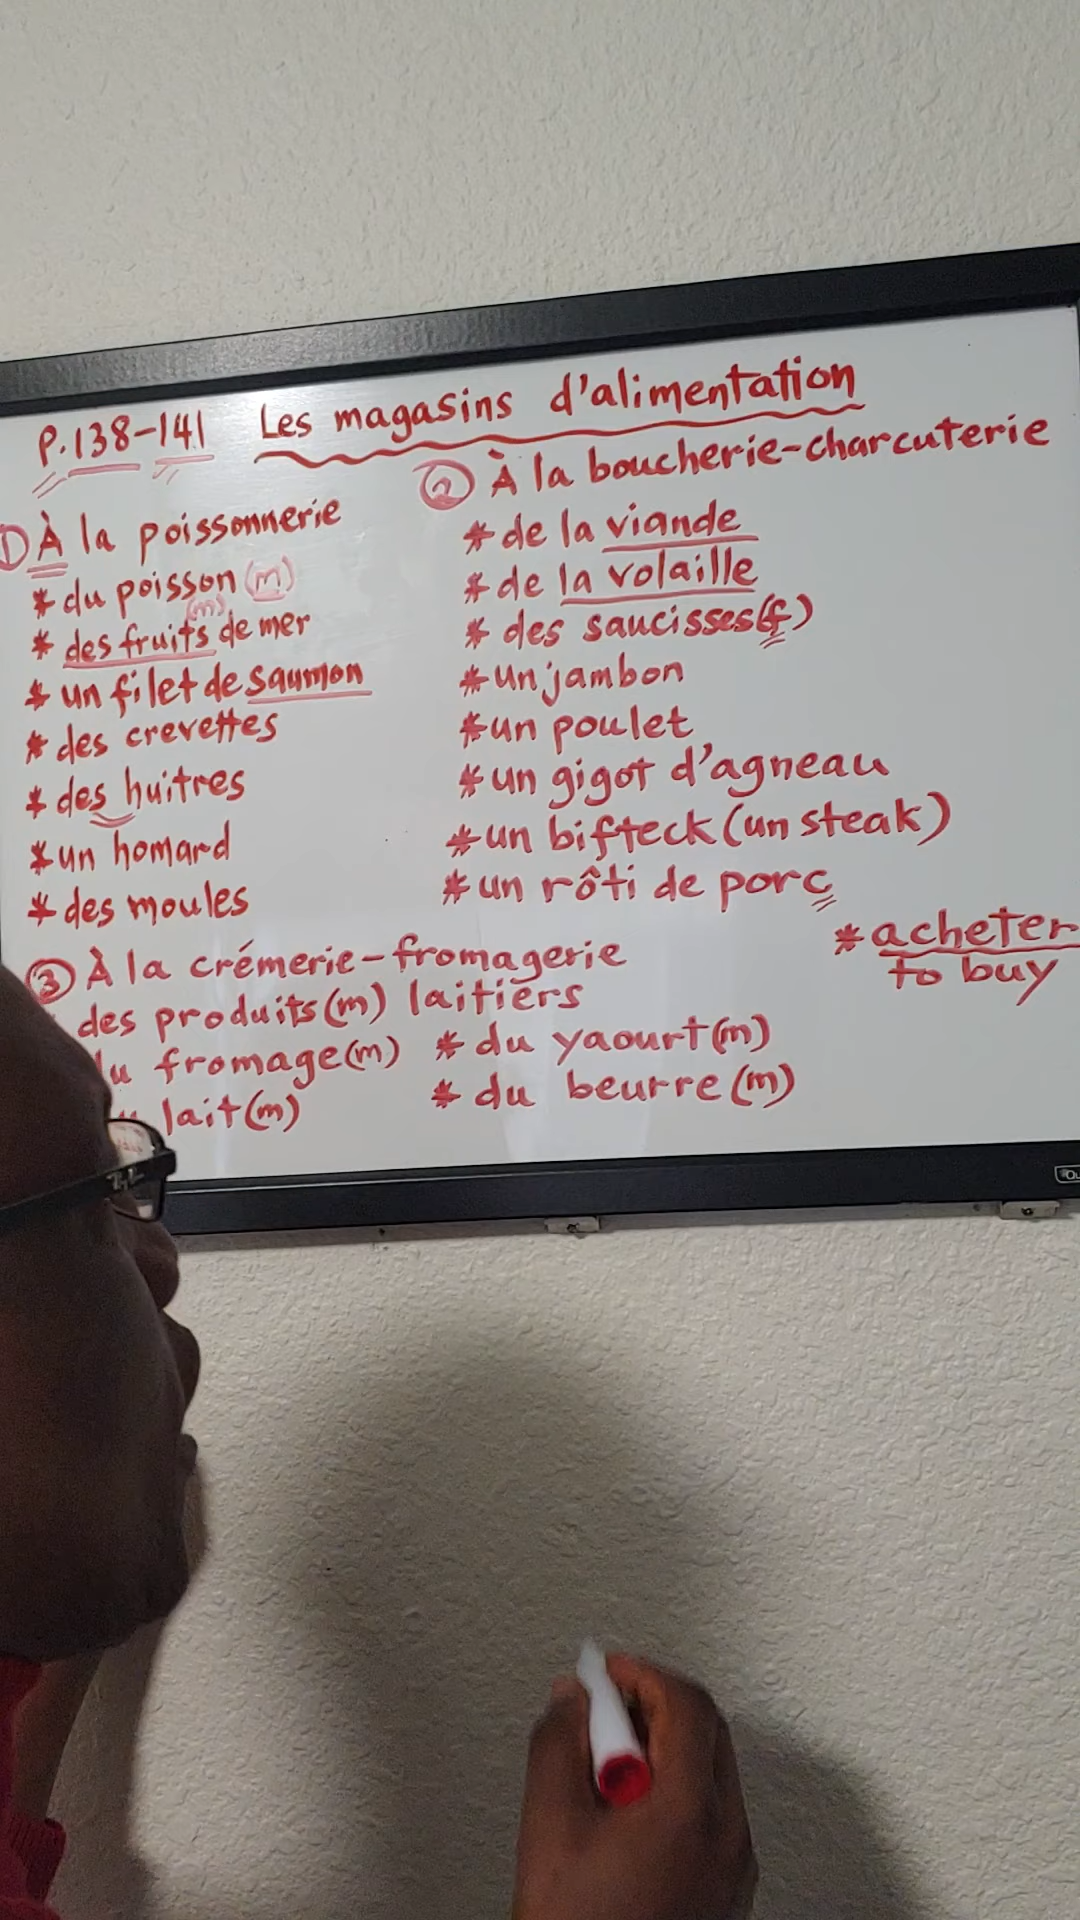 P.138-141 Les magasins d'alimentation
1) À la poissonnerie
* du poisson (m)
(m)
* des fruits de mer
* un filet de saumon
* des crevettes
* des huitres
* un homard
* des moules
2 À la boucherie-charcuterie
* de la viande
* de la volaille
* des saucisses(f)
* un jambon
* un poulet
* un gigot d'agneau
* un bifteck (un steak)
* un rôti de porc
* acheter
to buy
3 À la crémerie-fromagerie
des produits(m) laitiers
fromage(m) * du yaourt(m)
lait(m) * du beurre(m)